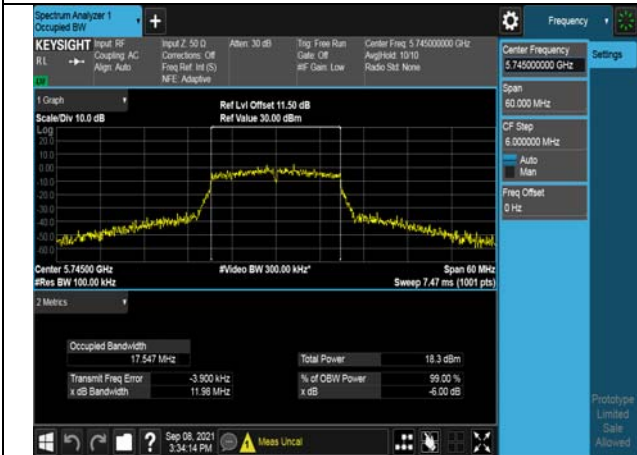 Spectrum Analyzer 1
Occupied BW
Frequency
KEYSIGHT
Input: RF
Coupling: AC
Align: Auto
Input Z: 50 Ω
Corrections: Off
Freq Ref: Int (S)
NFE: Adaptive
Atten: 30 dB
Trig: Free Run
Gate: Off
#IF Gain: Low
Center Freq: 5.745000000 GHz
Avg|Hold: 10/10
Radio Std: None
Center Frequency
5.745000000 GHz
Settings
Span
60.000 MHz
CF Step
6.000000 MHz
Auto
Man
Freq Offset
0 Hz
1 Graph
Scale/Div 10.0 dB
Ref Lvl Offset 11.50 dB
Ref Value 30.00 dBm
Log
20.0
10.0
0.00
-10.0
-20.0
-30.0
-40.0
-50.0
-60.0
Center 5.74500 GHz
#Res BW 100.00 kHz
#Video BW 300.00 kHz*
Span 60 MHz
Sweep 7.47 ms (1001 pts)
2 Metrics
Occupied Bandwidth
17.547 MHz
Total Power 18.3 dBm
Transmit Freq Error -3.900 kHz
% of OBW Power 99.00 %
x dB Bandwidth 11.98 MHz
x dB -6.00 dB
Sep 08, 2021
3:34:14 PM
Meas Uncal
Prototype
Limited
Sale
Allowed